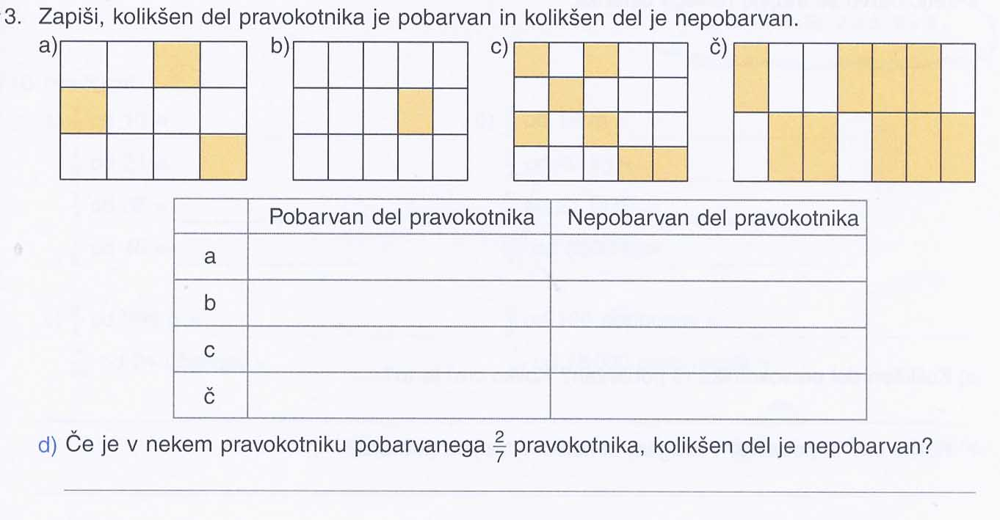 3. Zapiši, kolikšen del pravokotnika je pobarvan in kolikšen del je nepobarvan.
a) b) c) č)
Pobarvan del pravokotnika Nepobarvan del pravokotnika
a
b
c
č
d) Če je v nekem pravokotniku pobarvanega 2/7 pravokotnika, kolikšen del je nepobarvan?